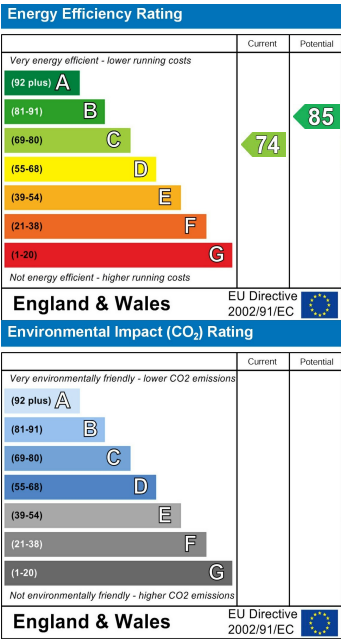 Energy Efficiency Rating
Current Potential
Very energy efficient - lower running costs
(92 plus) A
(81-91) B
85
(69-80) C
74
(55-68) D
(39-54) E
(21-38) F
(1-20) G
Not energy efficient - higher running costs
England & Wales
EU Directive
2002/91/EC
Environmental Impact (CO₂) Rating
Current Potential
Very environmentally friendly - lower CO2 emissions
(92 plus) A
(81-91) B
(69-80) C
(55-68) D
(39-54) E
(21-38) F
(1-20) G
Not environmentally friendly - higher CO2 emissions
England & Wales
EU Directive
2002/91/EC